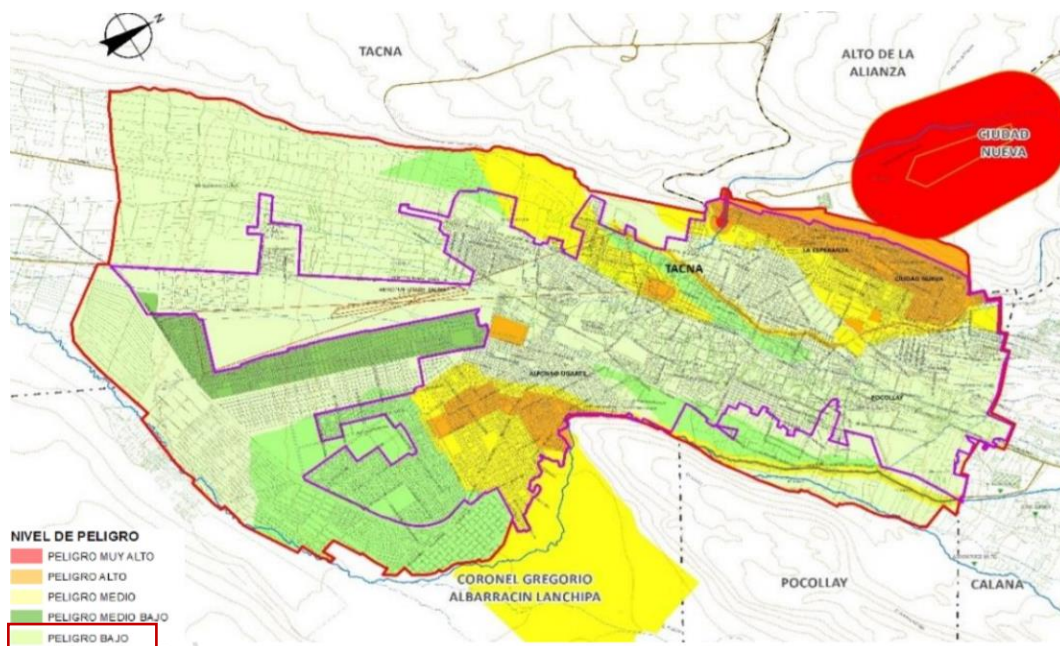 N
TACNA
ALTO DE LA
ALIANZA
CIUDAD
NUEVA
LA ESPERANZA
TACNA
CIUDAD NUEVA
ALFONSO UGARTE
POCOLLAY
NIVEL DE PELIGRO
PELIGRO MUY ALTO
PELIGRO ALTO
PELIGRO MEDIO
PELIGRO MEDIO BAJO
PELIGRO BAJO
CORONEL GREGORIO
ALBARRACIN LANCHIPA
POCOLLAY
CALANA